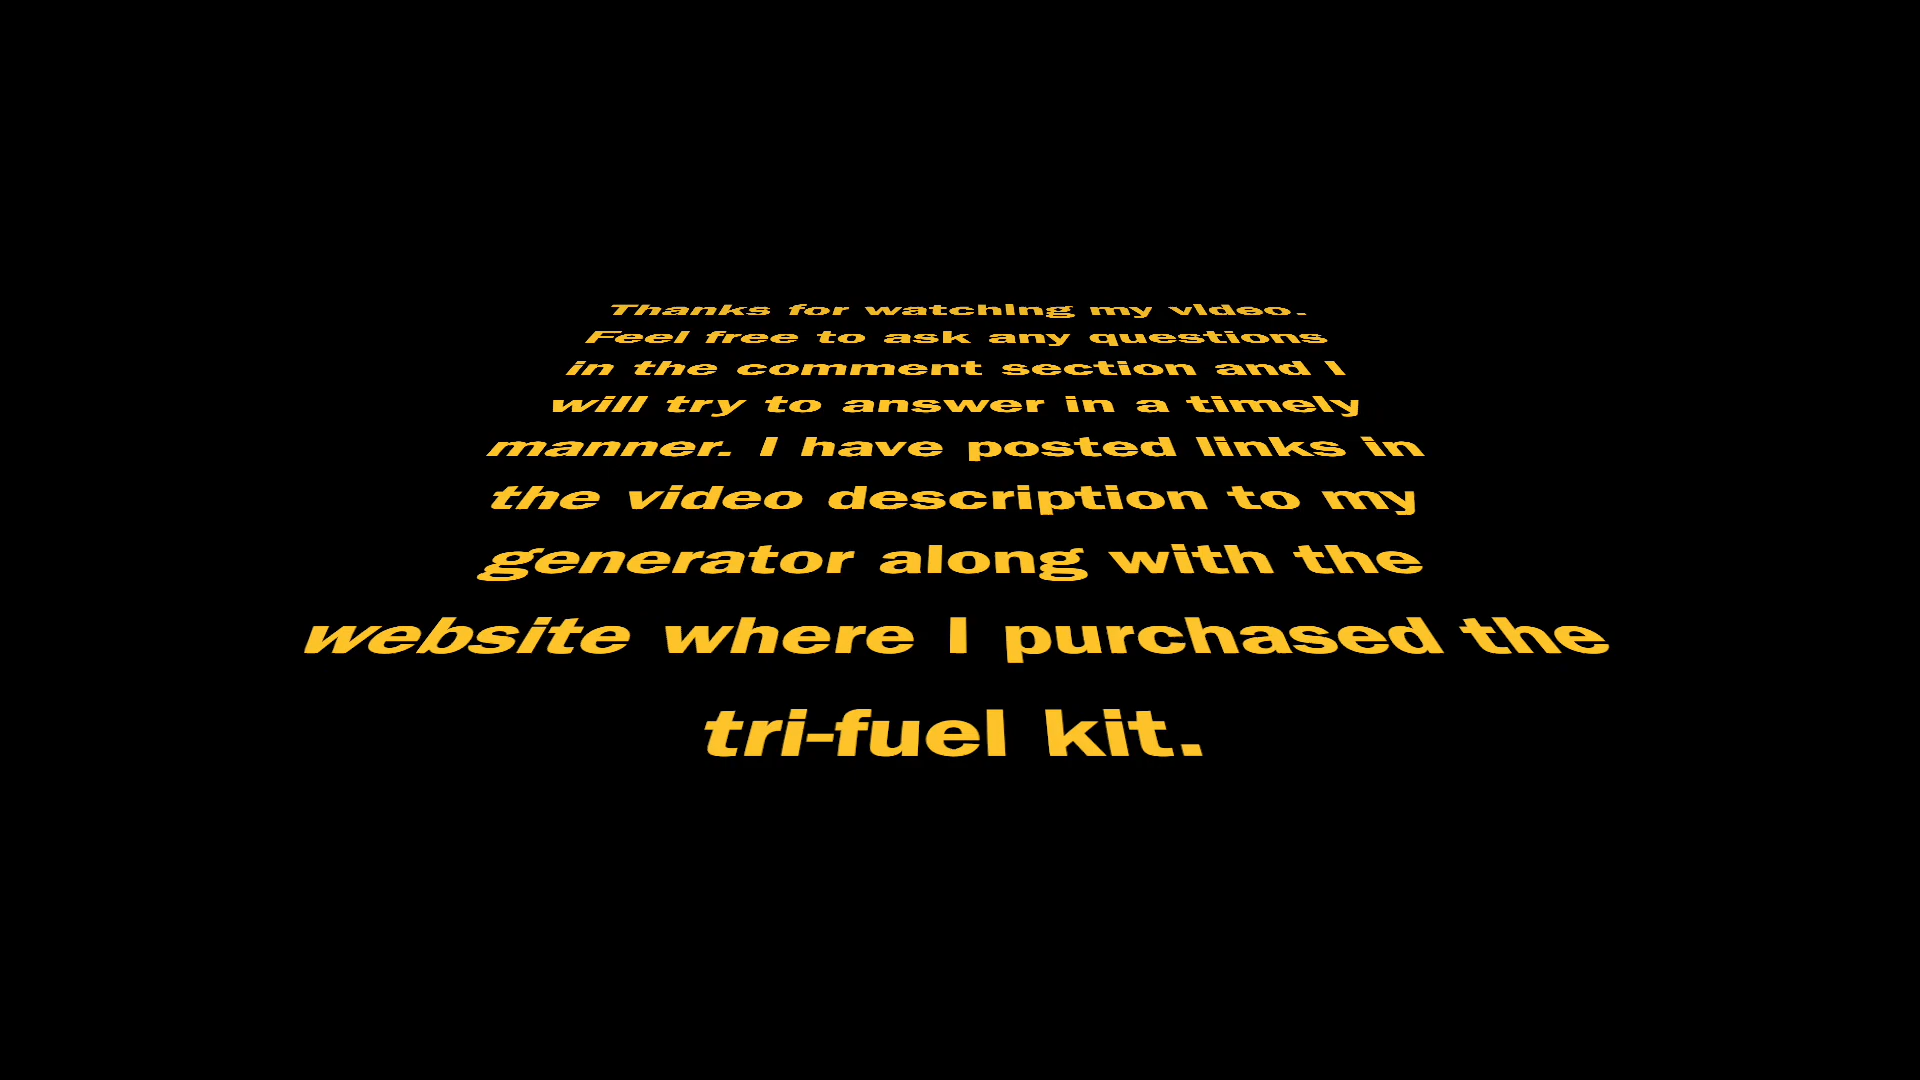 Thanks for watching my video.
Feel free to ask any questions
in the comment section and I
will try to answer in a timely
manner. I have posted links in
the video description to my
generator along with the
website where I purchased the
tri-fuel kit.